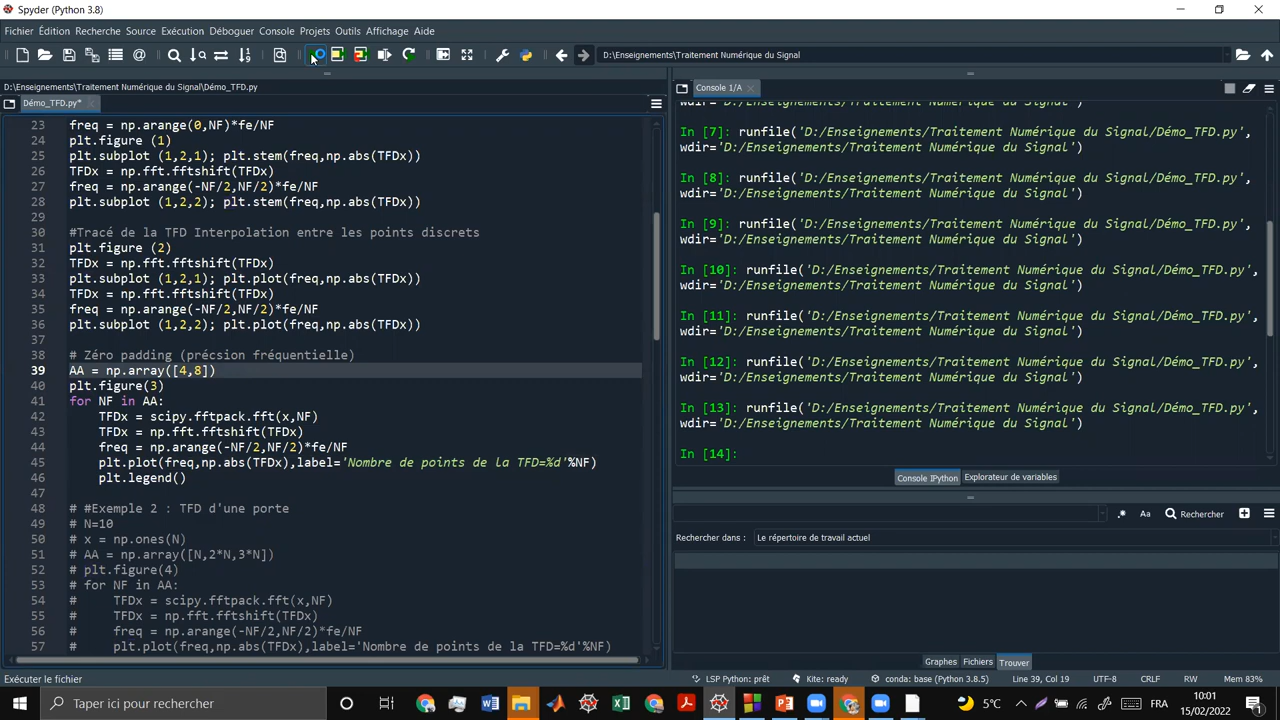 Spyder (Python 3.8)
Fichier Édition Recherche Source Exécution Déboguer Console Projets Outils Affichage Aide
D:\Enseignements\Traitement Numérique du Signal
D:\Enseignements\Traitement Numérique du Signal\Démo_TFD.py
Démo_TFD.py*
23 freq = np.arange(0,NF)*fe/NF
24 plt.figure (1)
25 plt.subplot (1,2,1); plt.stem(freq,np.abs(TFDx))
26 TFDx = np.fft.fftshift(TFDx)
27 freq = np.arange(-NF/2,NF/2)*fe/NF
28 plt.subplot (1,2,2); plt.stem(freq,np.abs(TFDx))
29
30 #Tracé de la TFD Interpolation entre les points discrets
31 plt.figure (2)
32 TFDx = np.fft.fftshift(TFDx)
33 plt.subplot (1,2,1); plt.plot(freq,np.abs(TFDx))
34 TFDx = np.fft.fftshift(TFDx)
35 freq = np.arange(-NF/2,NF/2)*fe/NF
36 plt.subplot (1,2,2); plt.plot(freq,np.abs(TFDx))
37
38 # Zéro padding (précsion fréquentielle)
39 AA = np.array([4,8])
40 plt.figure(3)
41 for NF in AA:
42 TFDx = scipy.fftpack.fft(x,NF)
43 TFDx = np.fft.fftshift(TFDx)
44 freq = np.arange(-NF/2,NF/2)*fe/NF
45 plt.plot(freq,np.abs(TFDx),label='Nombre de points de la TFD=%d'%NF)
46 plt.legend()
47
48 # #Exemple 2 : TFD d'une porte
49 # N=10
50 # x = np.ones(N)
51 # AA = np.array([N,2*N,3*N])
52 # plt.figure(4)
53 # for NF in AA:
54 # TFDx = scipy.fftpack.fft(x,NF)
55 # TFDx = np.fft.fftshift(TFDx)
56 # freq = np.arange(-NF/2,NF/2)*fe/NF
57 # plt.plot(freq,np.abs(TFDx),label='Nombre de points de la TFD=%d'%NF)
Console 1/A
wdir='D:/Enseignements/Traitement Numérique du Signal')
In [7]: runfile('D:/Enseignements/Traitement Numérique du Signal/Démo_TFD.py',
wdir='D:/Enseignements/Traitement Numérique du Signal')
In [8]: runfile('D:/Enseignements/Traitement Numérique du Signal/Démo_TFD.py',
wdir='D:/Enseignements/Traitement Numérique du Signal')
In [9]: runfile('D:/Enseignements/Traitement Numérique du Signal/Démo_TFD.py',
wdir='D:/Enseignements/Traitement Numérique du Signal')
In [10]: runfile('D:/Enseignements/Traitement Numérique du Signal/Démo_TFD.py',
wdir='D:/Enseignements/Traitement Numérique du Signal')
In [11]: runfile('D:/Enseignements/Traitement Numérique du Signal/Démo_TFD.py',
wdir='D:/Enseignements/Traitement Numérique du Signal')
In [12]: runfile('D:/Enseignements/Traitement Numérique du Signal/Démo_TFD.py',
wdir='D:/Enseignements/Traitement Numérique du Signal')
In [13]: runfile('D:/Enseignements/Traitement Numérique du Signal/Démo_TFD.py',
wdir='D:/Enseignements/Traitement Numérique du Signal')
In [14]:
Console IPython Explorateur de variables
.* Aa Rechercher
Rechercher dans : Le répertoire de travail actuel
Graphes Fichiers Trouver
Exécuter le fichier
LSP Python: prêt Kite: ready conda: base (Python 3.8.5) Line 39, Col 19 UTF-8 CRLF RW Mem 83%
Taper ici pour rechercher
5°C
FRA
10:01
15/02/2022
1